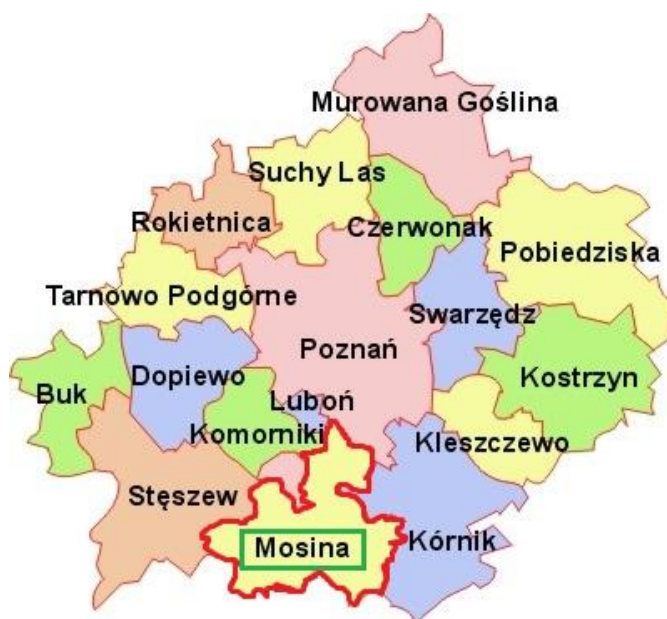 Murowana Goślina
Suchy Las
Rokietnica
Czerwonak
Pobiedziska
Tarnowo Podgórne
Swarzędz
Poznań
Buk
Dopiewo
Kostrzyn
Luboń
Komorniki
Kleszczewo
Stęszew
Mosina
Kórnik